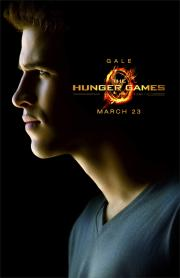 GALE
THE
HUNGER GAMES
MARCH 23